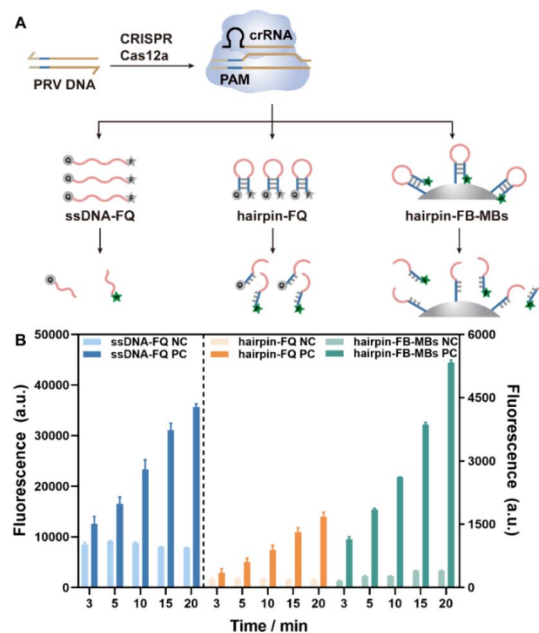 A
CRISPR
Cas12a
PRV DNA
crRNA
PAM
Q Q Q
Q Q Q
ssDNA-FQ
hairpin-FQ
hairpin-FB-MBs
Q
Q Q
B
ssDNA-FQ NC
ssDNA-FQ PC
hairpin-FQ NC
hairpin-FQ PC
hairpin-FB-MBs NC
hairpin-FB-MBs PC
Fluorescence (a.u.)
50000
40000
30000
20000
10000
0
6000
4500
3000
1500
0
Fluorescence (a.u.)
3 5 10 15 20 3 5 10 15 20 3 5 10 15 20
Time / min